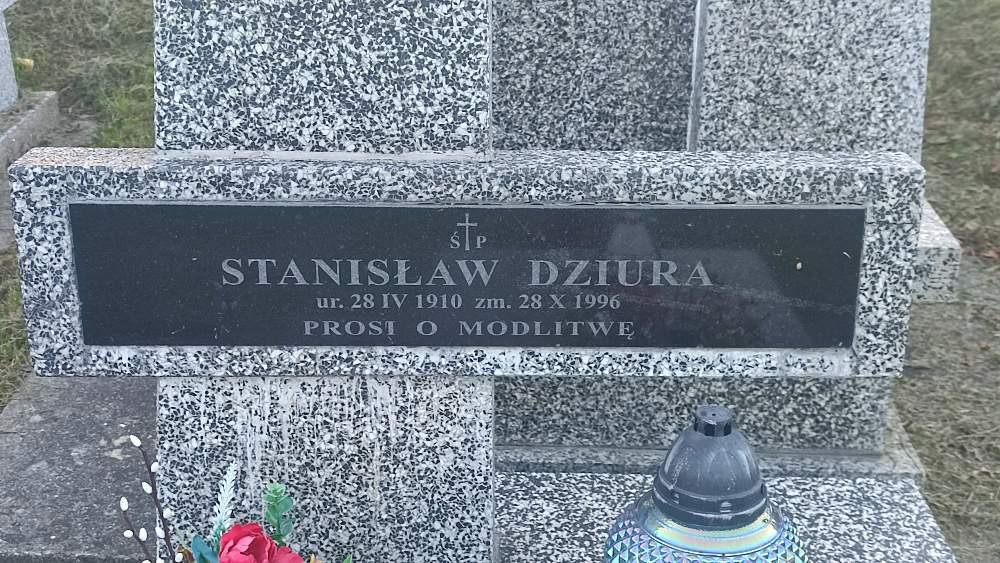 Ś P
STANISŁAW DZIURA
ur. 28 IV 1910 zm. 28 X 1996
PROSI O MODLITWĘ